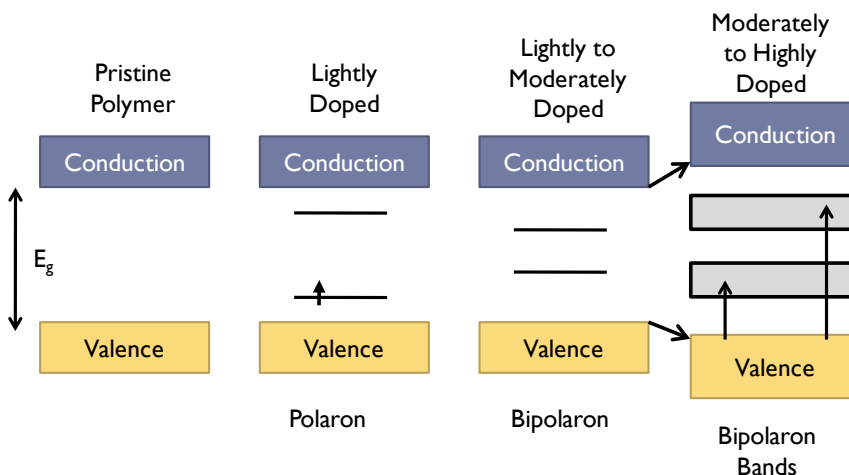 Pristine
Polymer
Lightly
Doped
Lightly to
Moderately
Doped
Moderately
to Highly
Doped
Conduction
Conduction
Conduction
Conduction
Eg
Valence
Valence
Valence
Valence
Polaron
Bipolaron
Bipolaron
Bands